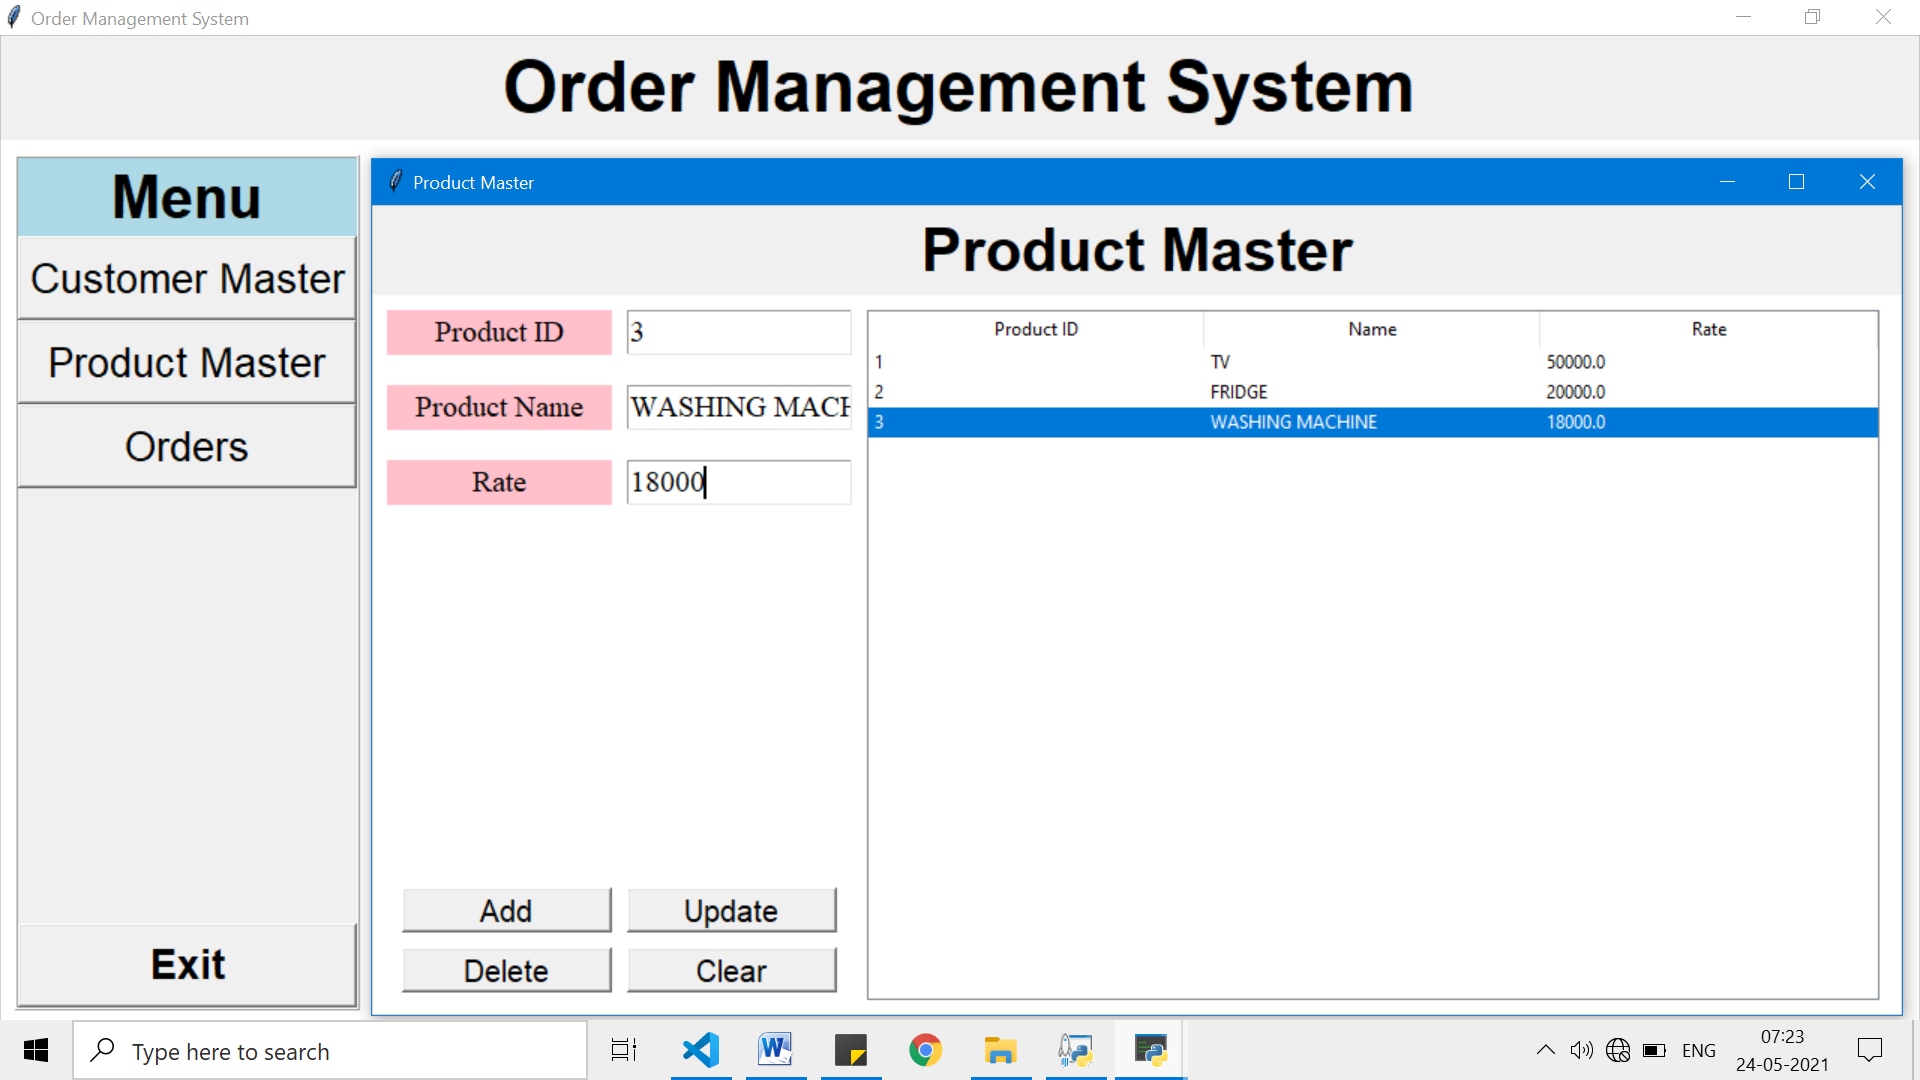 Order Management System
Order Management System
Menu
Customer Master
Product Master
Orders
Exit
Product Master
Product Master
Product ID 3
Product Name WASHING MACH
Rate 18000
Add Update
Delete Clear
Product ID Name Rate
1 TV 50000.0
2 FRIDGE 20000.0
3 WASHING MACHINE 18000.0
Type here to search
ENG
07:23
24-05-2021